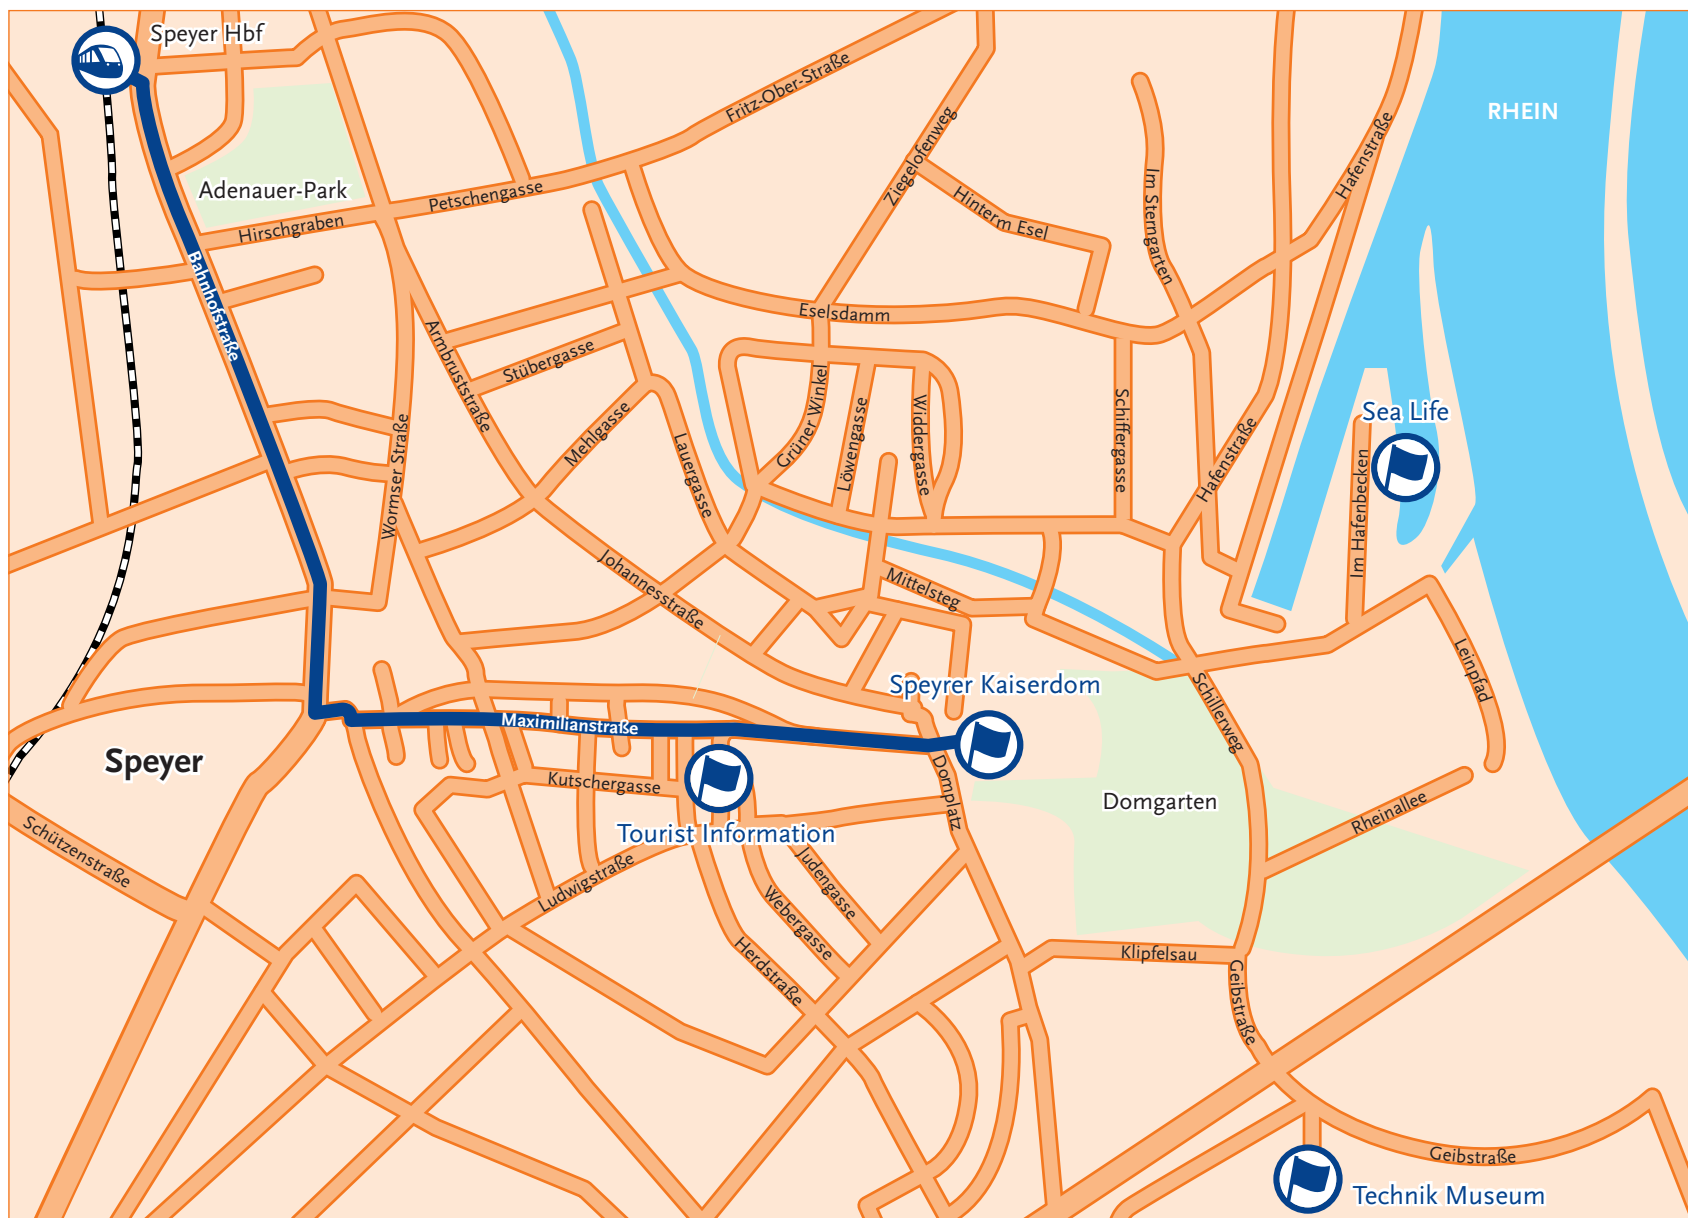 Speyer Hbf
RHEIN
Fritz-Ober-Straße
Ziegelofenweg
Hafenstraße
Adenauer-Park
Petschengasse
Hinterm Esel
Im Sterngarten
Hirschgraben
Bahnhofstraße
Eselsdamm
Armbruststraße
Stübergasse
Grüner Winkel
Löwengasse
Widdergasse
Schiffergasse
Hafenstraße
Sea Life
Mehlgasse
Lauergasse
Wormser Straße
Im Hafenbecken
Johannesstraße
Mittelsteg
Leinpfad
Speyrer Kaiserdom
Schillerweg
Maximilianstraße
Speyer
Kutschergasse
Domplatz
Domgarten
Rheinallee
Tourist Information
Schützenstraße
Ludwigstraße
Judengasse
Webergasse
Herdstraße
Klipfelsau
Geibstraße
Geibstraße
Technik Museum